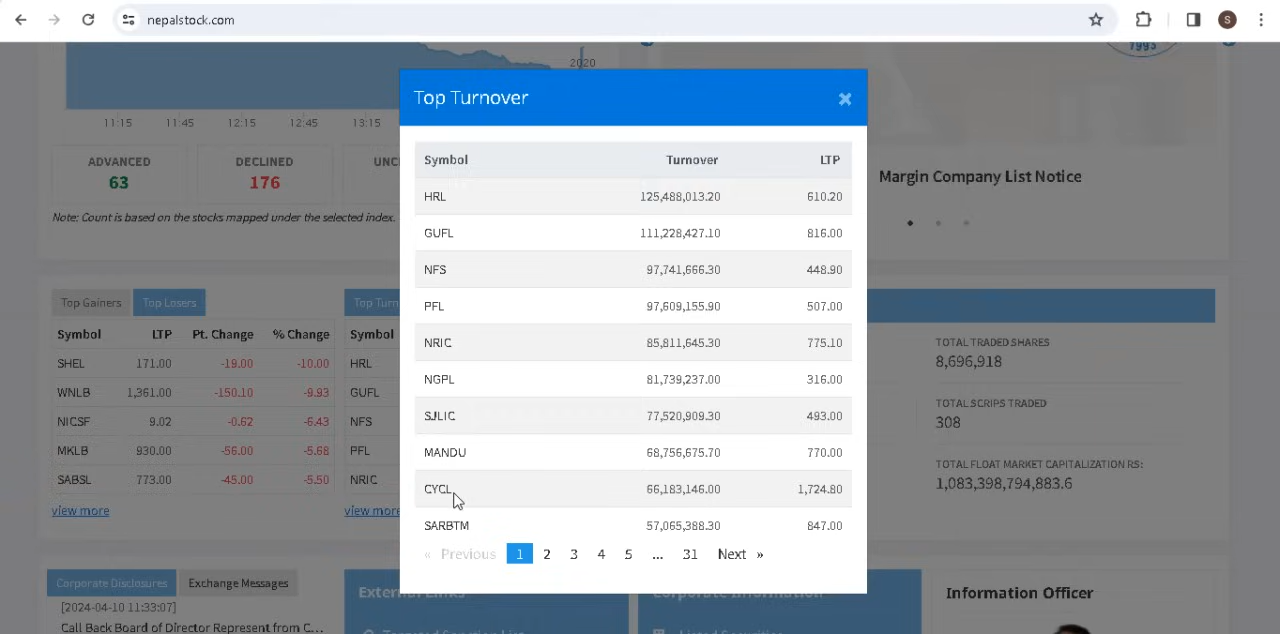 nepalstock.com
S
1993
2020
11:15 11:45 12:15 12:45 13:15
ADVANCED
63
DECLINED
176
UNC
Note: Count is based on the stocks mapped under the selected index.
Top Turnover
×
Symbol Turnover LTP
HRL 125,488,013.20 610.20
GUFL 111,228,427.10 816.00
NFS 97,741,666.30 448.90
PFL 97,609,155.90 507.00
NRIC 85,811,645.30 775.10
NGPL 81,739,237.00 316.00
SJLIC 77,520,909.30 493.00
MANDU 68,756,675.70 770.00
CYCL 66,183,146.00 1,724.80
SARBTM 57,065,388.30 847.00
« Previous 1 2 3 4 5 ... 31 Next »
Margin Company List Notice
Top Gainers Top Losers
Symbol LTP Pt. Change % Change
SHEL 171.00 -19.00 -10.00
WNLB 1,361.00 -150.10 -9.93
NICSF 9.02 -0.62 -6.43
MKLB 930.00 -56.00 -5.68
SABSL 773.00 -45.00 -5.50
view more
Top Turn
Symbol
HRL
GUFL
NFS
PFL
NRIC
view more
TOTAL TRADED SHARES
8,696,918
TOTAL SCRIPS TRADED
308
TOTAL FLOAT MARKET CAPITALIZATION RS:
1,083,398,794,883.6
Corporate Disclosures Exchange Messages
[2024-04-10 11:33:07]
Call Back Board of Director Represent from C...
External Links
Corporate Information
Information Officer